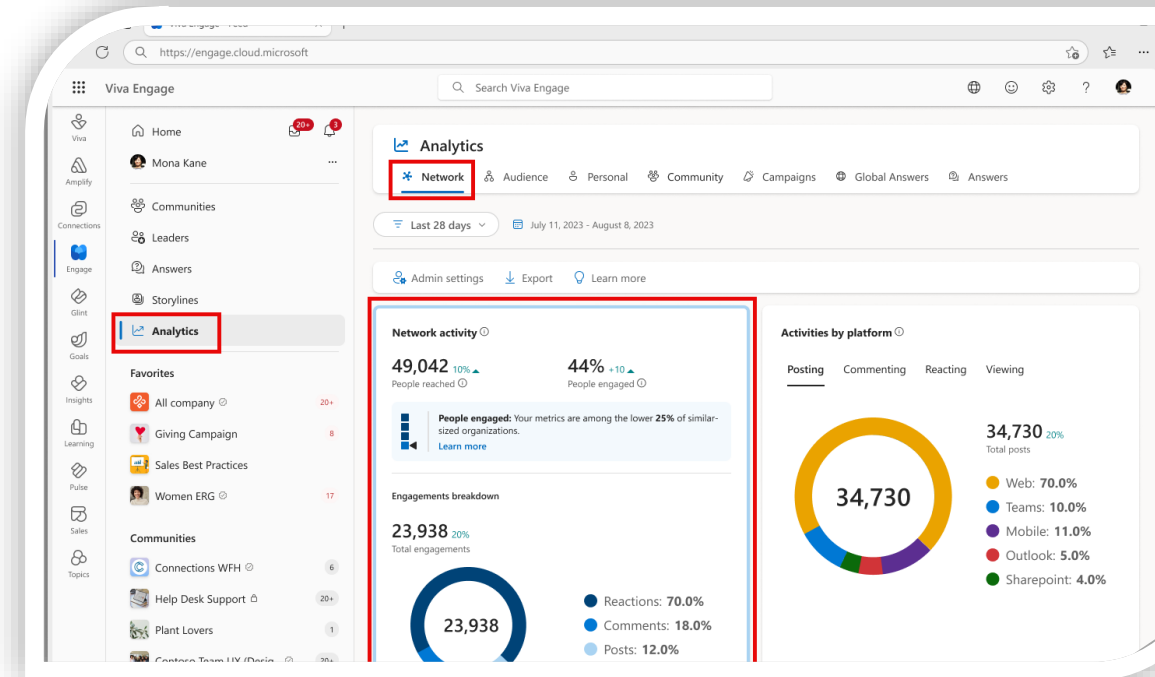 https://engage.cloud.microsoft
Viva Engage
Search Viva Engage
?
Viva
Amplify
Connections
Engage
Glint
Goals
Insights
Learning
Pulse
Sales
Topics
Home
20+
3
Mona Kane
Communities
Leaders
Answers
Storylines
Analytics
Favorites
All company
20+
Giving Campaign
8
Sales Best Practices
Women ERG
17
Communities
Connections WFH
6
Help Desk Support
20+
Plant Lovers
1
Analytics
Network Audience Personal Community Campaigns Global Answers Answers
Last 28 days July 11, 2023 - August 8, 2023
Admin settings Export Learn more
Network activity
49,042 10%
People reached
44% +10
People engaged
People engaged: Your metrics are among the lower 25% of similar-
sized organizations.
Learn more
Engagements breakdown
23,938 20%
Total engagements
23,938
Reactions: 70.0%
Comments: 18.0%
Posts: 12.0%
Activities by platform
Posting Commenting Reacting Viewing
34,730
34,730 20%
Total posts
Web: 70.0%
Teams: 10.0%
Mobile: 11.0%
Outlook: 5.0%
Sharepoint: 4.0%